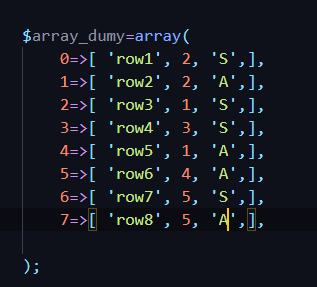 $array_dumy=array(
0=>[ 'row1', 2, 'S',],
1=>[ 'row2', 2, 'A',],
2=>[ 'row3', 1, 'S',],
3=>[ 'row4', 3, 'S',],
4=>[ 'row5', 1, 'A',],
5=>[ 'row6', 4, 'A',],
6=>[ 'row7', 5, 'S',],
7=>[ 'row8', 5, 'A',],
);